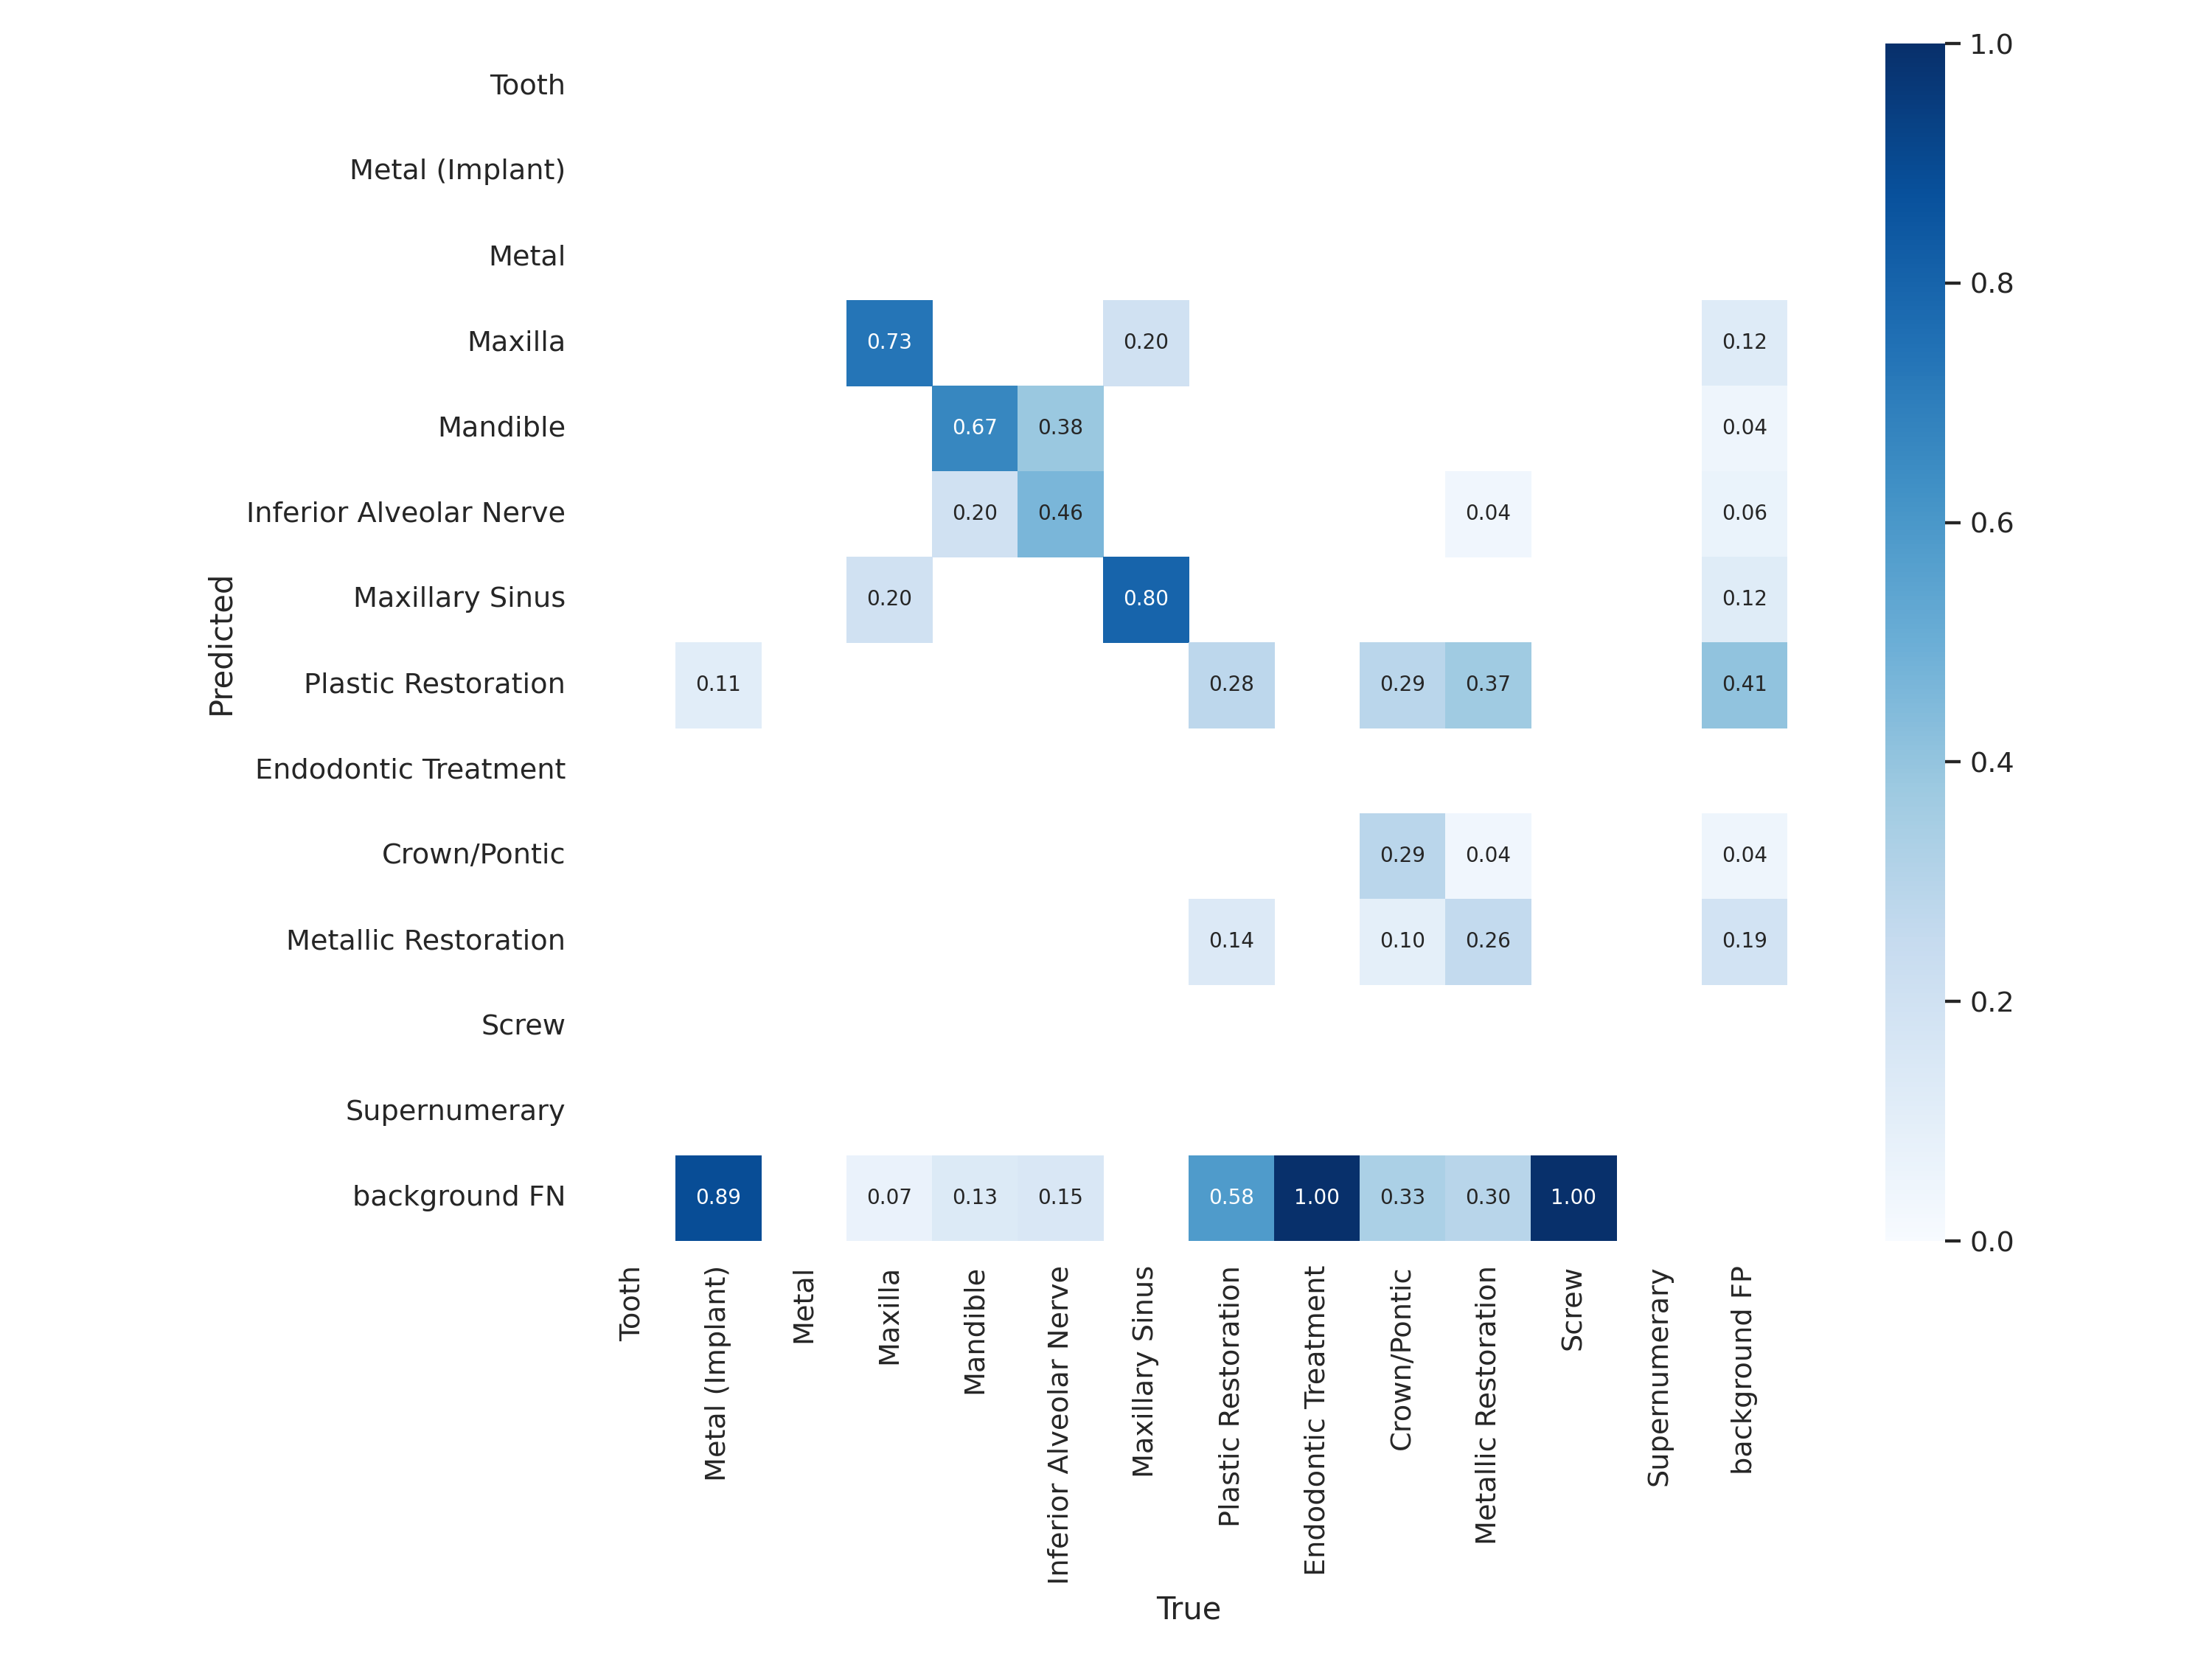 Predicted
Tooth
Metal (Implant)
Metal
Maxilla 0.73 0.20 0.12
Mandible 0.67 0.38 0.04
Inferior Alveolar Nerve 0.20 0.46 0.04 0.06
Maxillary Sinus 0.20 0.80 0.12
Plastic Restoration 0.11 0.28 0.29 0.37 0.41
Endodontic Treatment
Crown/Pontic 0.29 0.04 0.04
Metallic Restoration 0.14 0.10 0.26 0.19
Screw
Supernumerary
background FN 0.89 0.07 0.13 0.15 0.58 1.00 0.33 0.30 1.00
Tooth
Metal (Implant)
Metal
Maxilla
Mandible
Inferior Alveolar Nerve
Maxillary Sinus
Plastic Restoration
Endodontic Treatment
Crown/Pontic
Metallic Restoration
Screw
Supernumerary
background FP
True
1.0
0.8
0.6
0.4
0.2
0.0